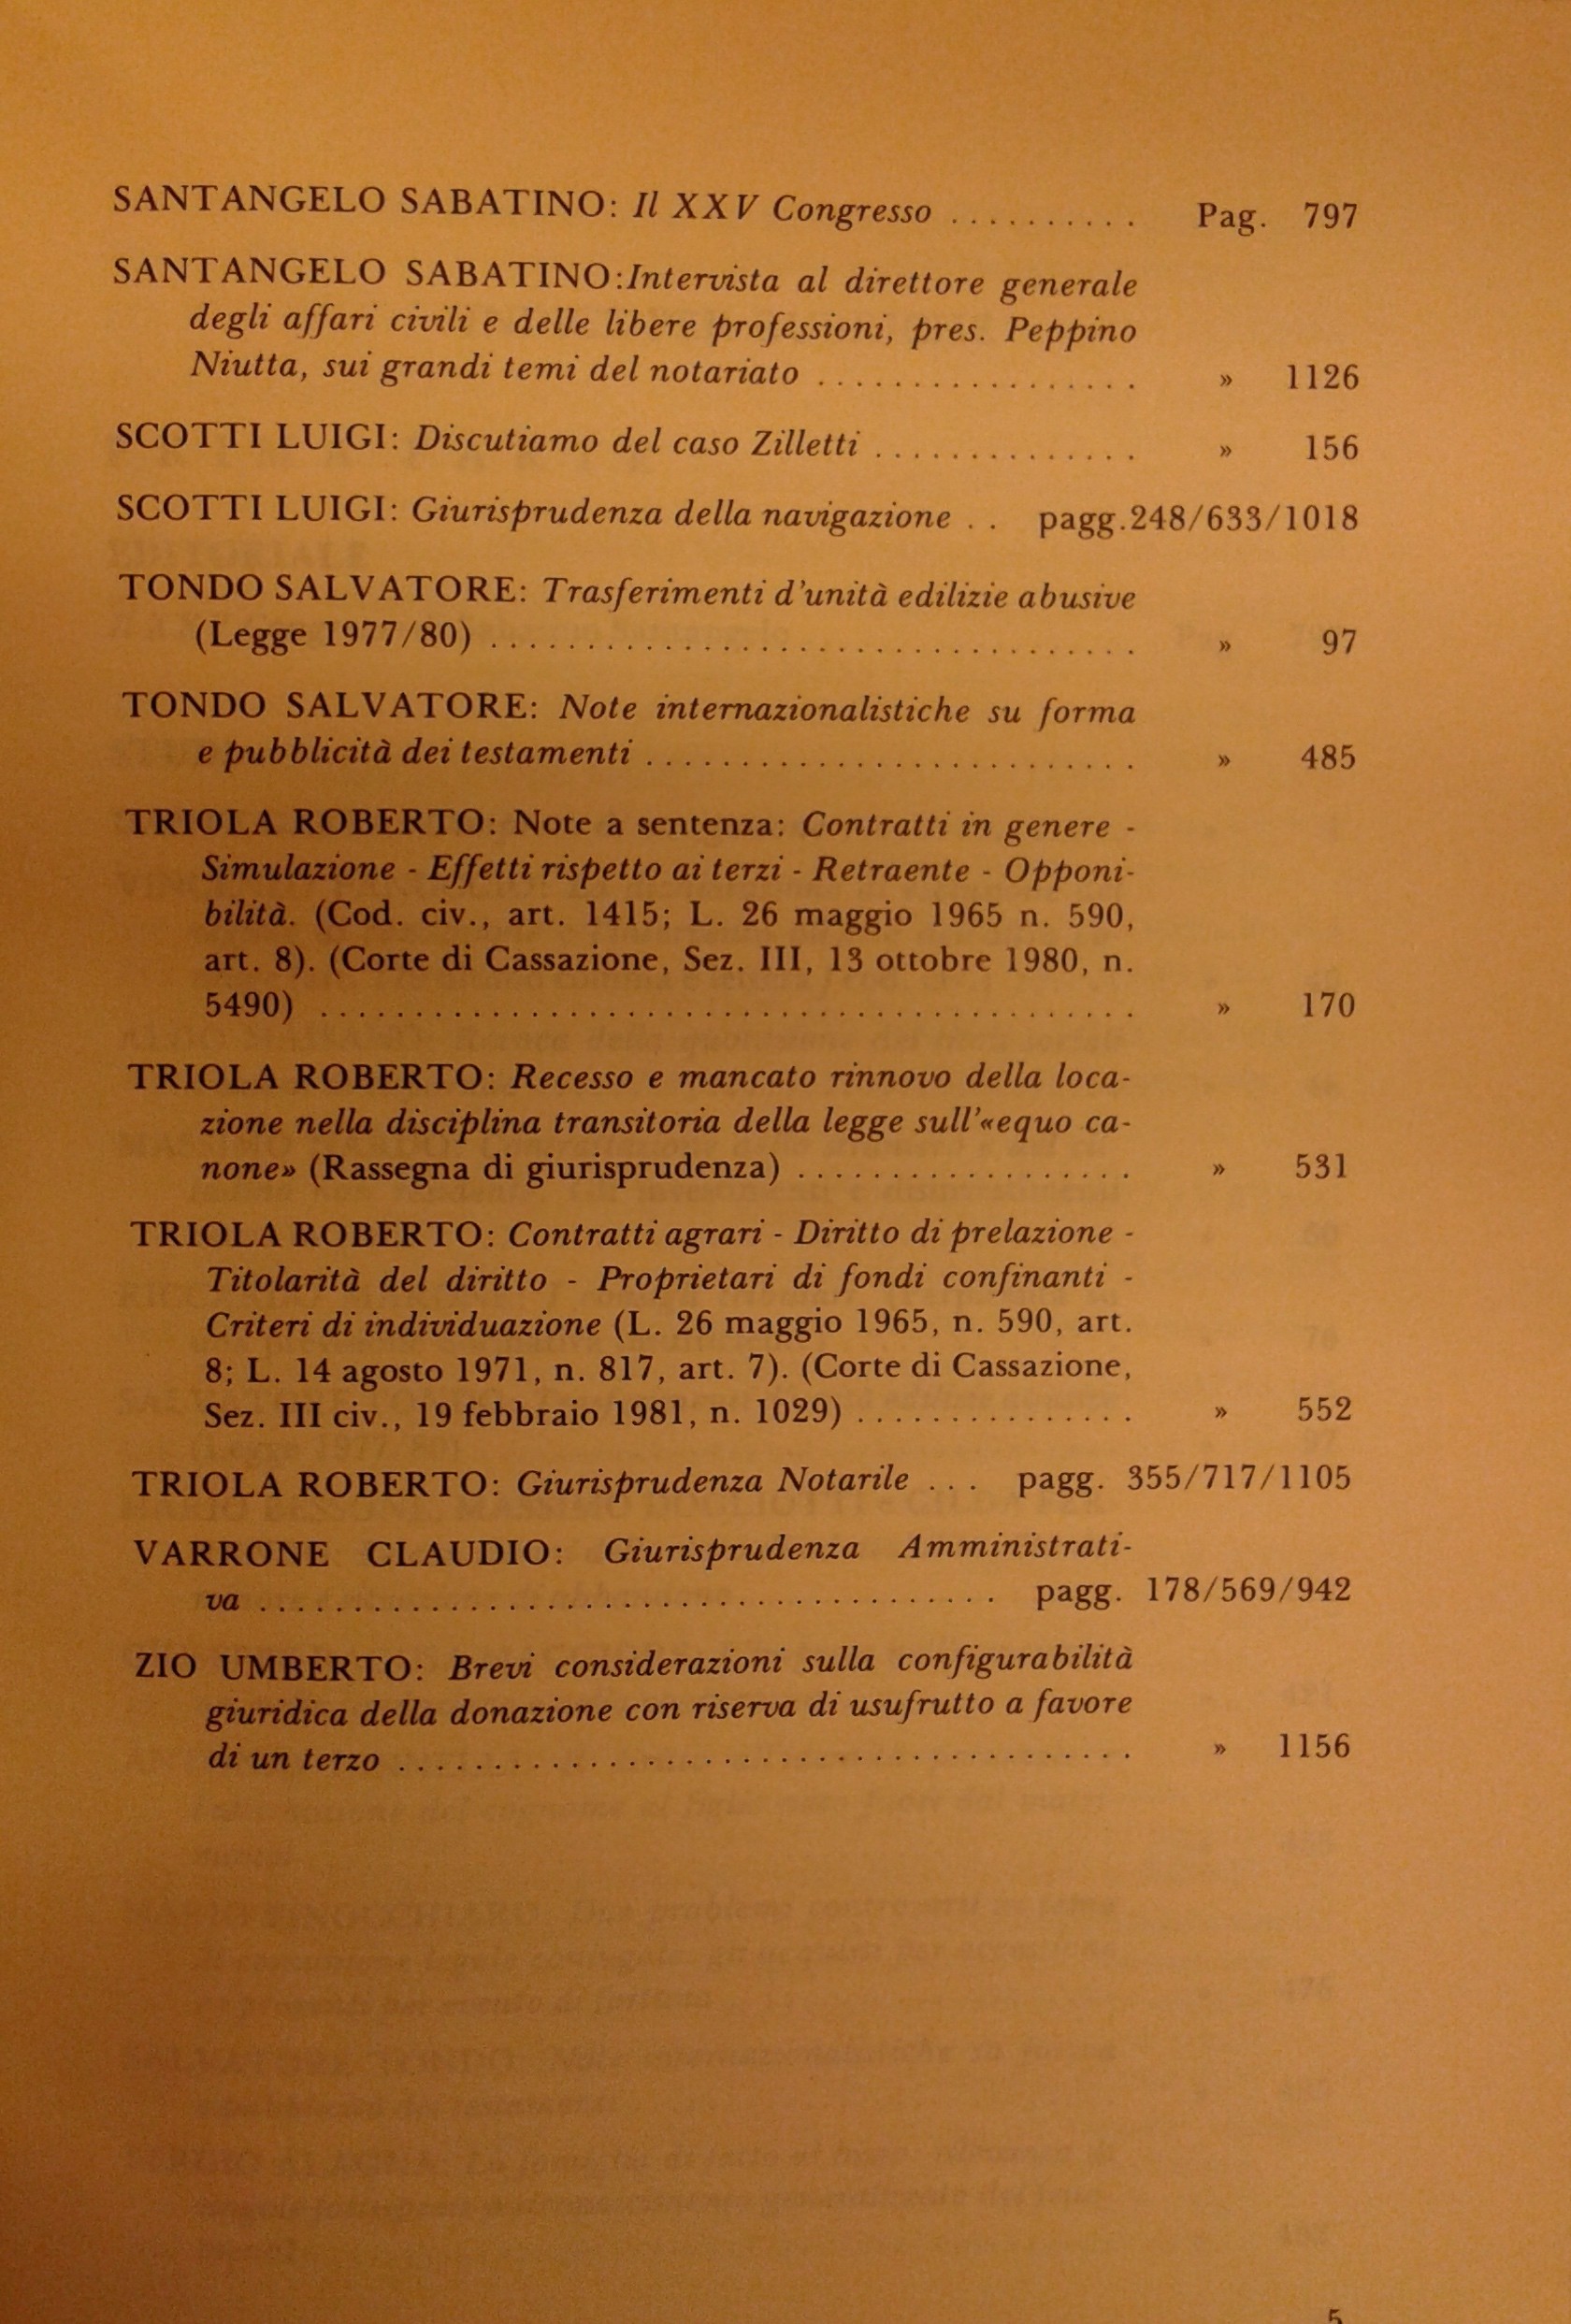 SANTANGELO SABATINO: Il XXV Congresso .......... Pag. 797
SANTANGELO SABATINO:Intervista al direttore generale
degli affari civili e delle libere professioni, pres. Peppino
Niutta, sui grandi temi del notariato ................. » 1126
SCOTTI LUIGI: Discutiamo del caso Zilletti .............. » 156
SCOTTI LUIGI: Giurisprudenza della navigazione .. pagg.248/633/1018
TONDO SALVATORE: Trasferimenti d'unità edilizie abusive
(Legge 1977/80) .................................. » 97
TONDO SALVATORE: Note internazionalistiche su forma
e pubblicità dei testamenti .......................... » 485
TRIOLA ROBERTO: Note a sentenza: Contratti in genere -
Simulazione - Effetti rispetto ai terzi - Retraente - Opponi-
bilità. (Cod. civ., art. 1415; L. 26 maggio 1965 n. 590,
art. 8). (Corte di Cassazione, Sez. III, 13 ottobre 1980, n.
5490) ........................................... » 170
TRIOLA ROBERTO: Recesso e mancato rinnovo della loca-
zione nella disciplina transitoria della legge sull'«equo ca-
none» (Rassegna di giurisprudenza) .................. » 531
TRIOLA ROBERTO: Contratti agrari - Diritto di prelazione -
Titolarità del diritto - Proprietari di fondi confinanti -
Criteri di individuazione (L. 26 maggio 1965, n. 590, art.
8; L. 14 agosto 1971, n. 817, art. 7). (Corte di Cassazione,
Sez. III civ., 19 febbraio 1981, n. 1029) ............... » 552
TRIOLA ROBERTO: Giurisprudenza Notarile ... pagg. 355/717/1105
VARRONE CLAUDIO: Giurisprudenza Amministrati-
va ....................................... pagg. 178/569/942
ZIO UMBERTO: Brevi considerazioni sulla configurabilità
giuridica della donazione con riserva di usufrutto a favore
di un terzo ....................................... » 1156
5